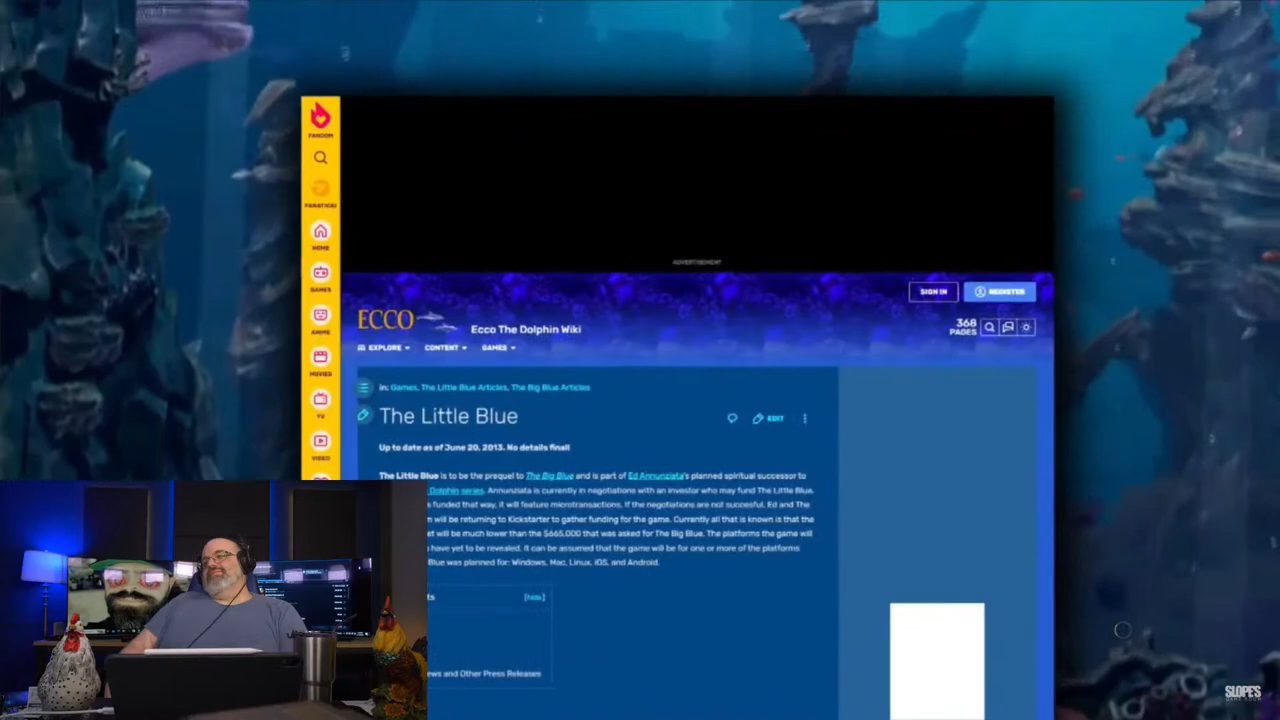 FANDOM
FANATICAL
HOME
GAMES
ANIME
MOVIES
TV
VIDEO
ADVERTISEMENT
SIGN IN
REGISTER
ECCO
Ecco The Dolphin Wiki
368
PAGES
EXPLORE
CONTENT
GAMES
in: Games, The Little Blue Articles, The Big Blue Articles
The Little Blue
EDIT
Up to date as of June 20, 2013. No details final!
The Little Blue is to be the prequel to The Big Blue and is part of Ed Annunziata's planned spiritual successor to
Dolphin series. Annunziata is currently in negotiations with an investor who may fund The Little Blue.
s funded that way, it will feature microtransactions. If the negotiations are not succesful, Ed and The
m will be returning to Kickstarter to gather funding for the game. Currently all that is known is that the
et will be much lower than the $665,000 that was asked for The Big Blue. The platforms the game will
have yet to be revealed. It can be assumed that the game will be for one or more of the platforms
Blue was planned for: Windows, Mac, Linux, iOS, and Android.
ts [hide]
ews and Other Press Releases
SLOPE'S
GAME ROOM